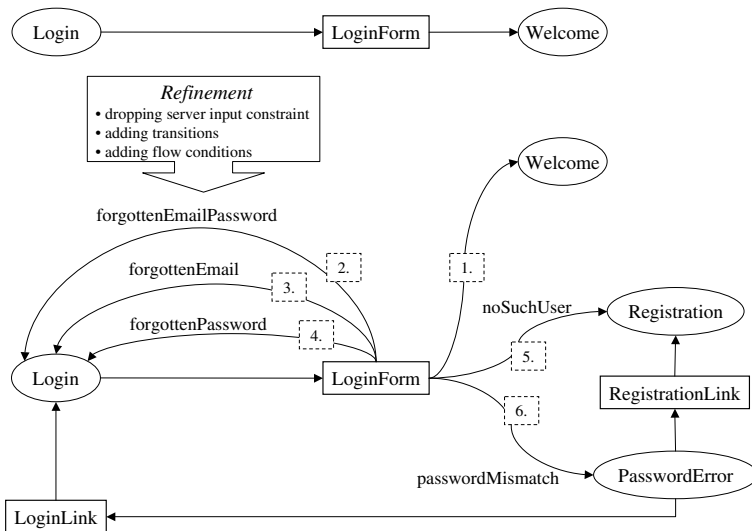 Login
LoginForm
Welcome
Refinement
• dropping server input constraint
• adding transitions
• adding flow conditions
Welcome
forgottenEmailPassword
2.
1.
forgottenEmail
3.
forgottenPassword
4.
noSuchUser
Registration
5.
Login
LoginForm
RegistrationLink
6.
passwordMismatch
PasswordError
LoginLink